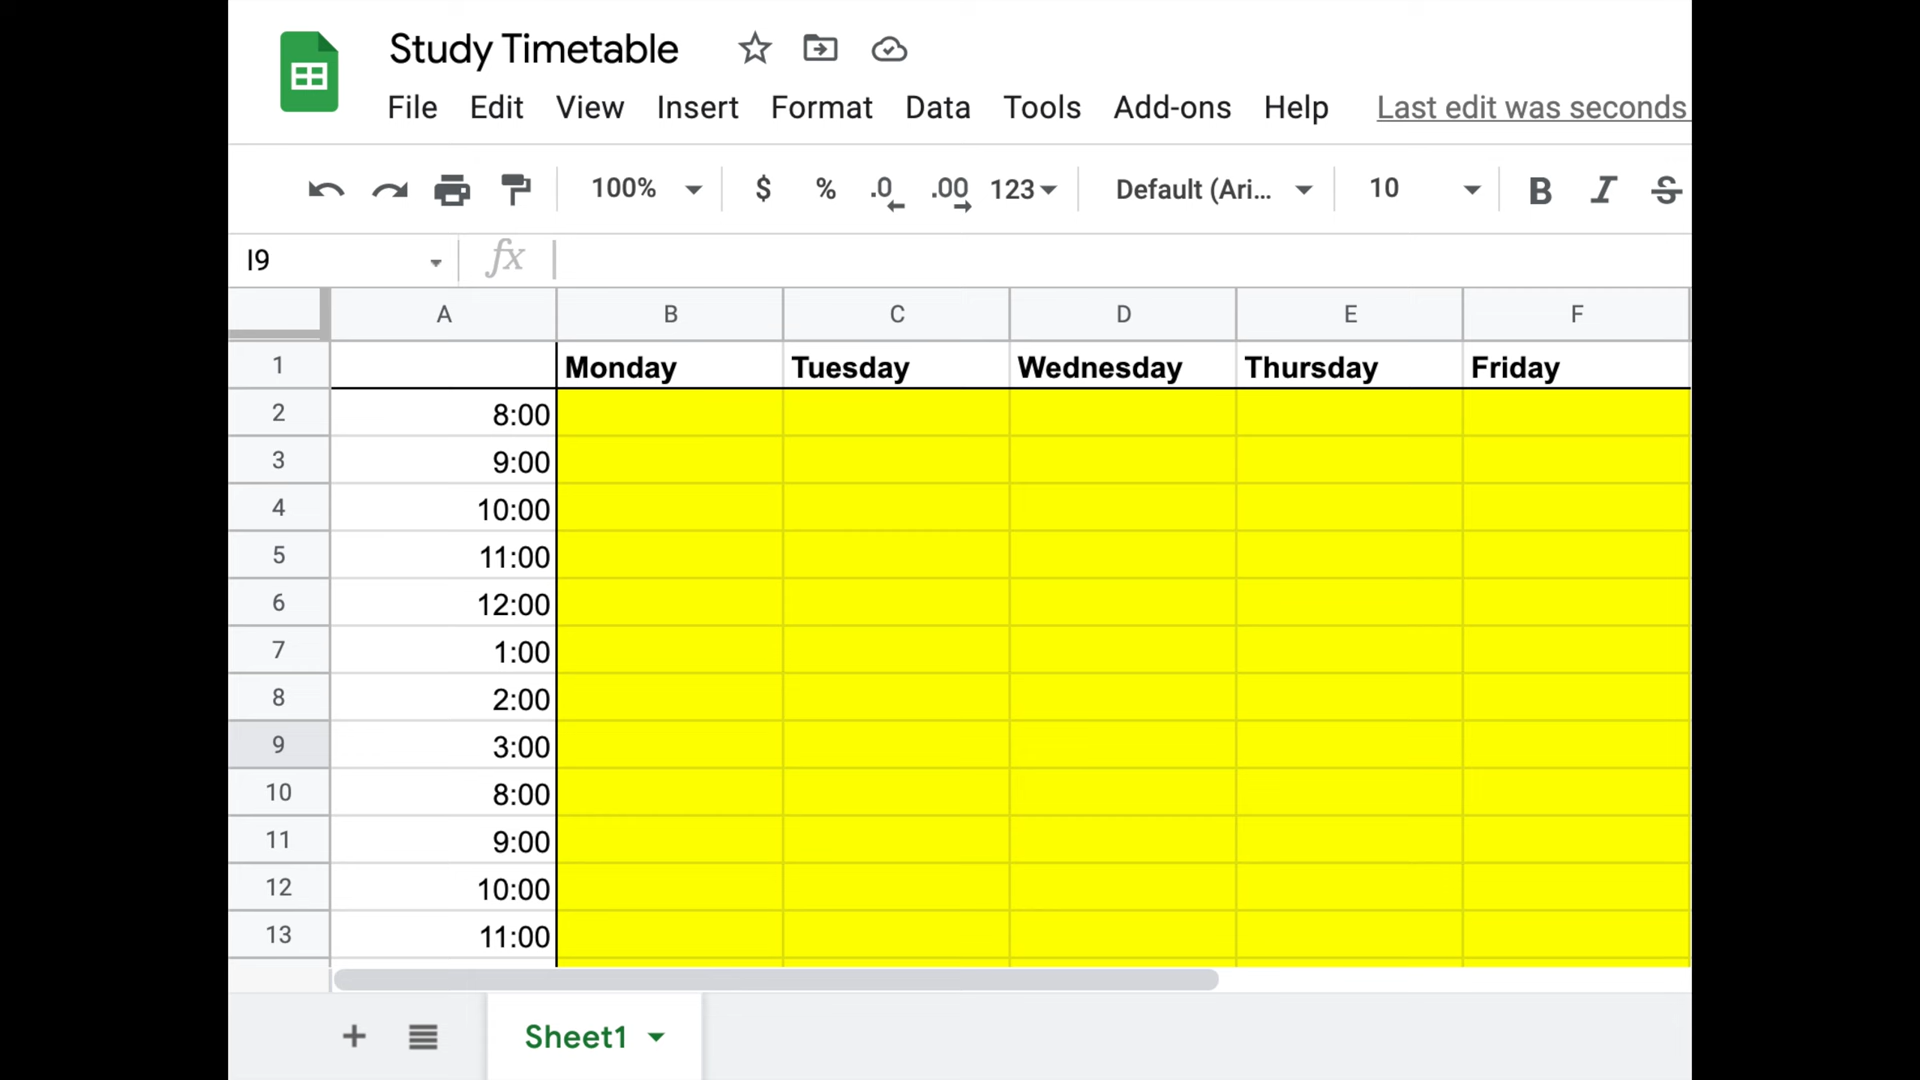 Study Timetable
File Edit View Insert Format Data Tools Add-ons Help Last edit was seconds
100% $ % .0 .00 123 Default (Ari... 10 B I S
I9 fx
A B C D E F
1 Monday Tuesday Wednesday Thursday Friday
2 8:00
3 9:00
4 10:00
5 11:00
6 12:00
7 1:00
8 2:00
9 3:00
10 8:00
11 9:00
12 10:00
13 11:00
+ Sheet1